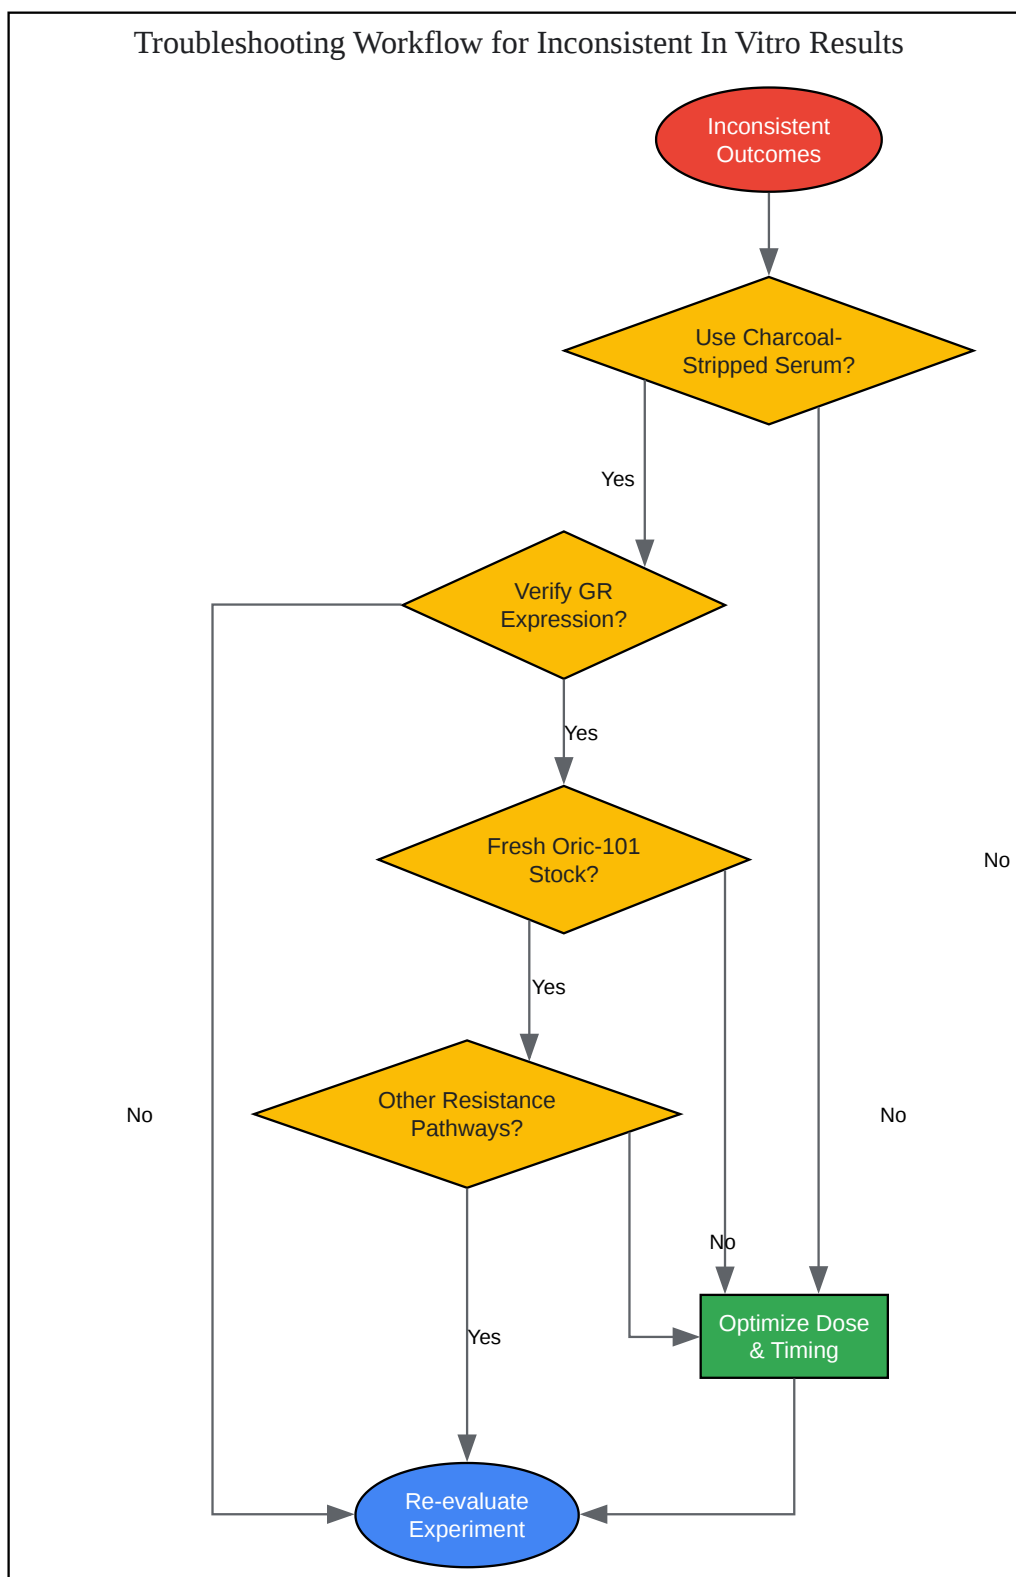 Troubleshooting Workflow for Inconsistent In Vitro Results
Inconsistent
Outcomes
Use Charcoal-
Stripped Serum?
Yes
Verify GR
Expression?
Yes
Fresh Oric-101
Stock?
No
Yes
Other Resistance
Pathways?
No
No
No
Optimize Dose
& Timing
Yes
Re-evaluate
Experiment